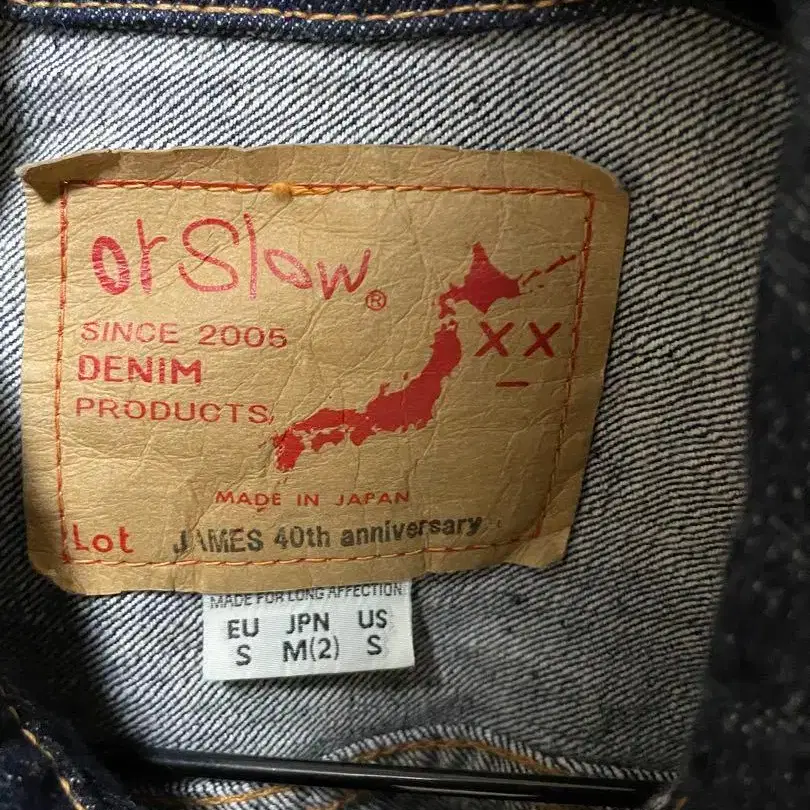 orSlow®
SINCE 2005
DENIM
PRODUCTS,
XX
MADE IN JAPAN
Lot JAMES 40th anniversary
MADE FOR LONG AFFECTION
EU JPN US
S M(2) S